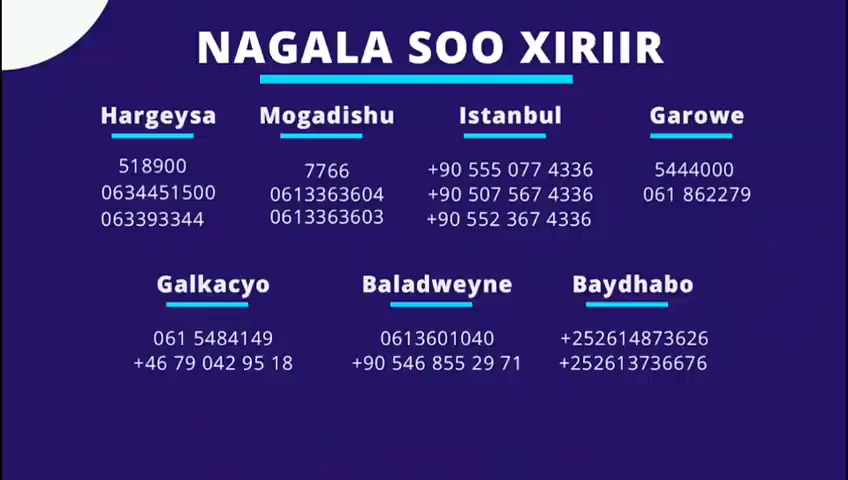 NAGALA SOO XIRIIR
Hargeysa
518900
0634451500
063393344
Mogadishu
7766
0613363604
0613363603
Istanbul
+90 555 077 4336
+90 507 567 4336
+90 552 367 4336
Garowe
5444000
061 862279
Galkacyo
061 5484149
+46 79 042 95 18
Baladweyne
0613601040
+90 546 855 29 71
Baydhabo
+252614873626
+252613736676